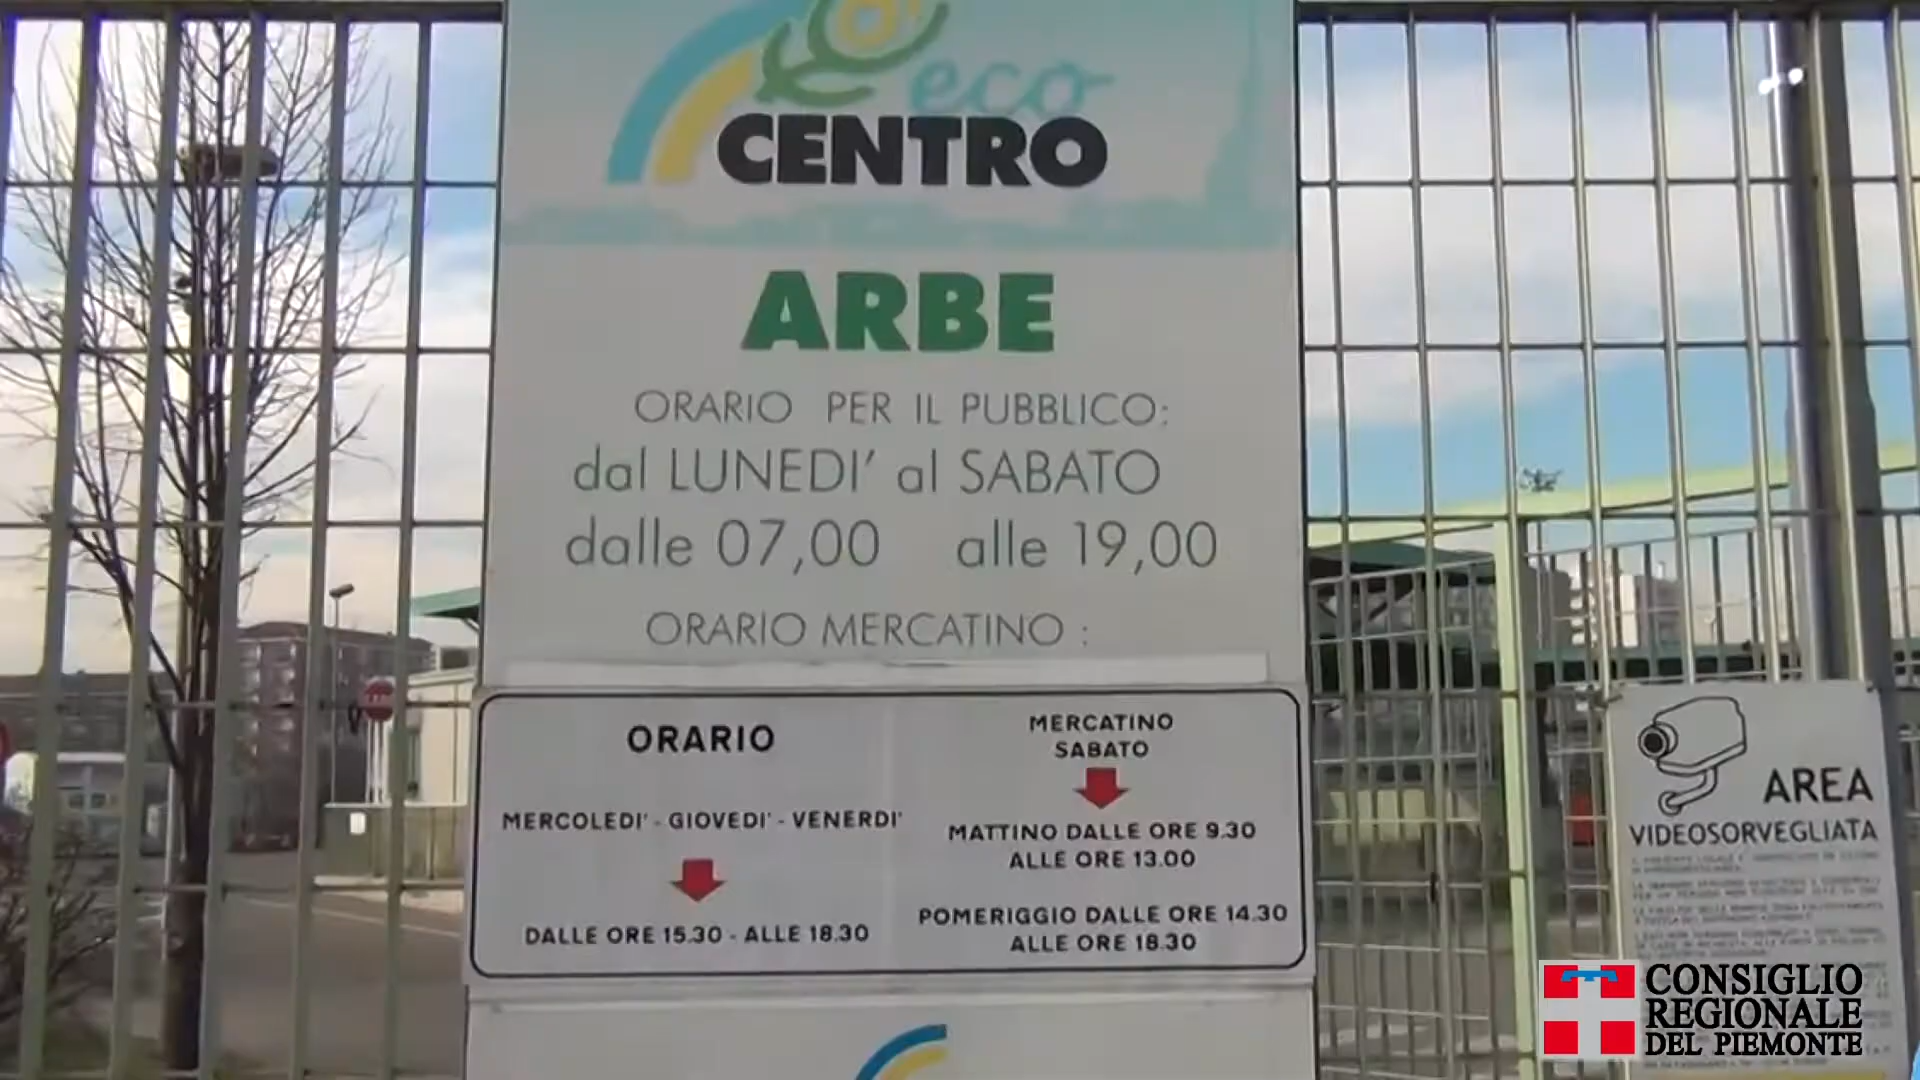 eco
CENTRO
ARBE
ORARIO PER IL PUBBLICO:
dal LUNEDI' al SABATO
dalle 07,00 alle 19,00
ORARIO MERCATINO :
ORARIO
MERCOLEDI' - GIOVEDI' - VENERDI'
DALLE ORE 15.30 - ALLE 18.30
MERCATINO
SABATO
MATTINO DALLE ORE 9.30
ALLE ORE 13.00
POMERIGGIO DALLE ORE 14.30
ALLE ORE 18.30
AREA
VIDEOSORVEGLIATA
CONSIGLIO
REGIONALE
DEL PIEMONTE